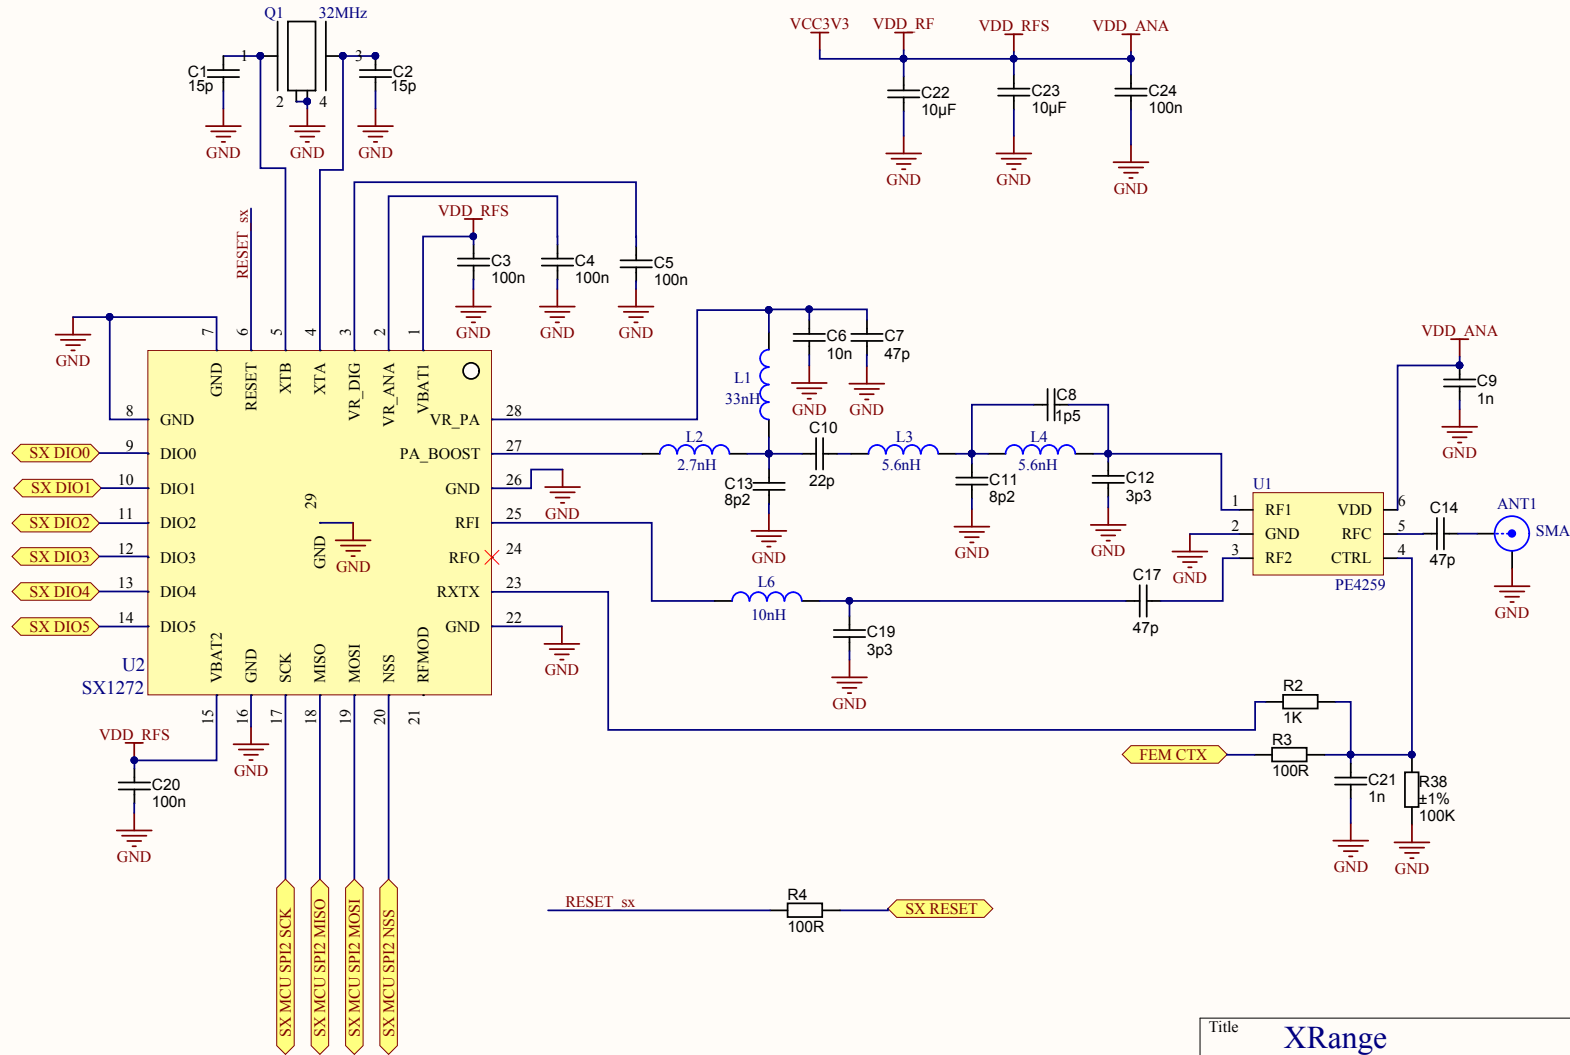 Q1
32MHz
1
3
C1
15p
C2
15p
2
4
GND
GND
GND
VCC3V3
VDD_RF
VDD_RFS
VDD_ANA
C22
10µF
C23
10µF
C24
100n
GND
GND
GND
RESET_sx
VDD_RFS
C3
100n
C4
100n
C5
100n
GND
GND
GND
GND
7
6
5
4
3
2
1
GND
RESET
XTB
XTA
VR_DIG
VR_ANA
VBAT1
8
GND
SX DIO0
9
DIO0
SX DIO1
10
DIO1
SX DIO2
11
DIO2
SX DIO3
12
DIO3
SX DIO4
13
DIO4
SX DIO5
14
DIO5
29
GND
GND
VR_PA
28
PA_BOOST
27
GND
26
GND
RFI
25
RFO
24
RXTX
23
GND
22
GND
U2
SX1272
VBAT2
GND
SCK
MISO
MOSI
NSS
RFMOD
15
16
17
18
19
20
21
VDD_RFS
C20
100n
GND
GND
SX MCU SPI2 SCK
SX MCU SPI2 MISO
SX MCU SPI2 MOSI
SX MCU SPI2 NSS
L1
33nH
C6
10n
C7
47p
GND
GND
L2
2.7nH
C10
22p
L3
5.6nH
C8
1p5
L4
5.6nH
C13
8p2
GND
C11
8p2
GND
C12
3p3
GND
L6
10nH
C19
3p3
GND
C17
47p
VDD_ANA
C9
1n
GND
U1
1
RF1
2
GND
3
RF2
VDD
6
RFC
5
CTRL
4
PE4259
GND
C14
47p
ANT1
SMA
GND
R2
1K
FEM CTX
R3
100R
C21
1n
R38
±1%
100K
GND
GND
RESET_sx
R4
100R
SX RESET
Title
XRange